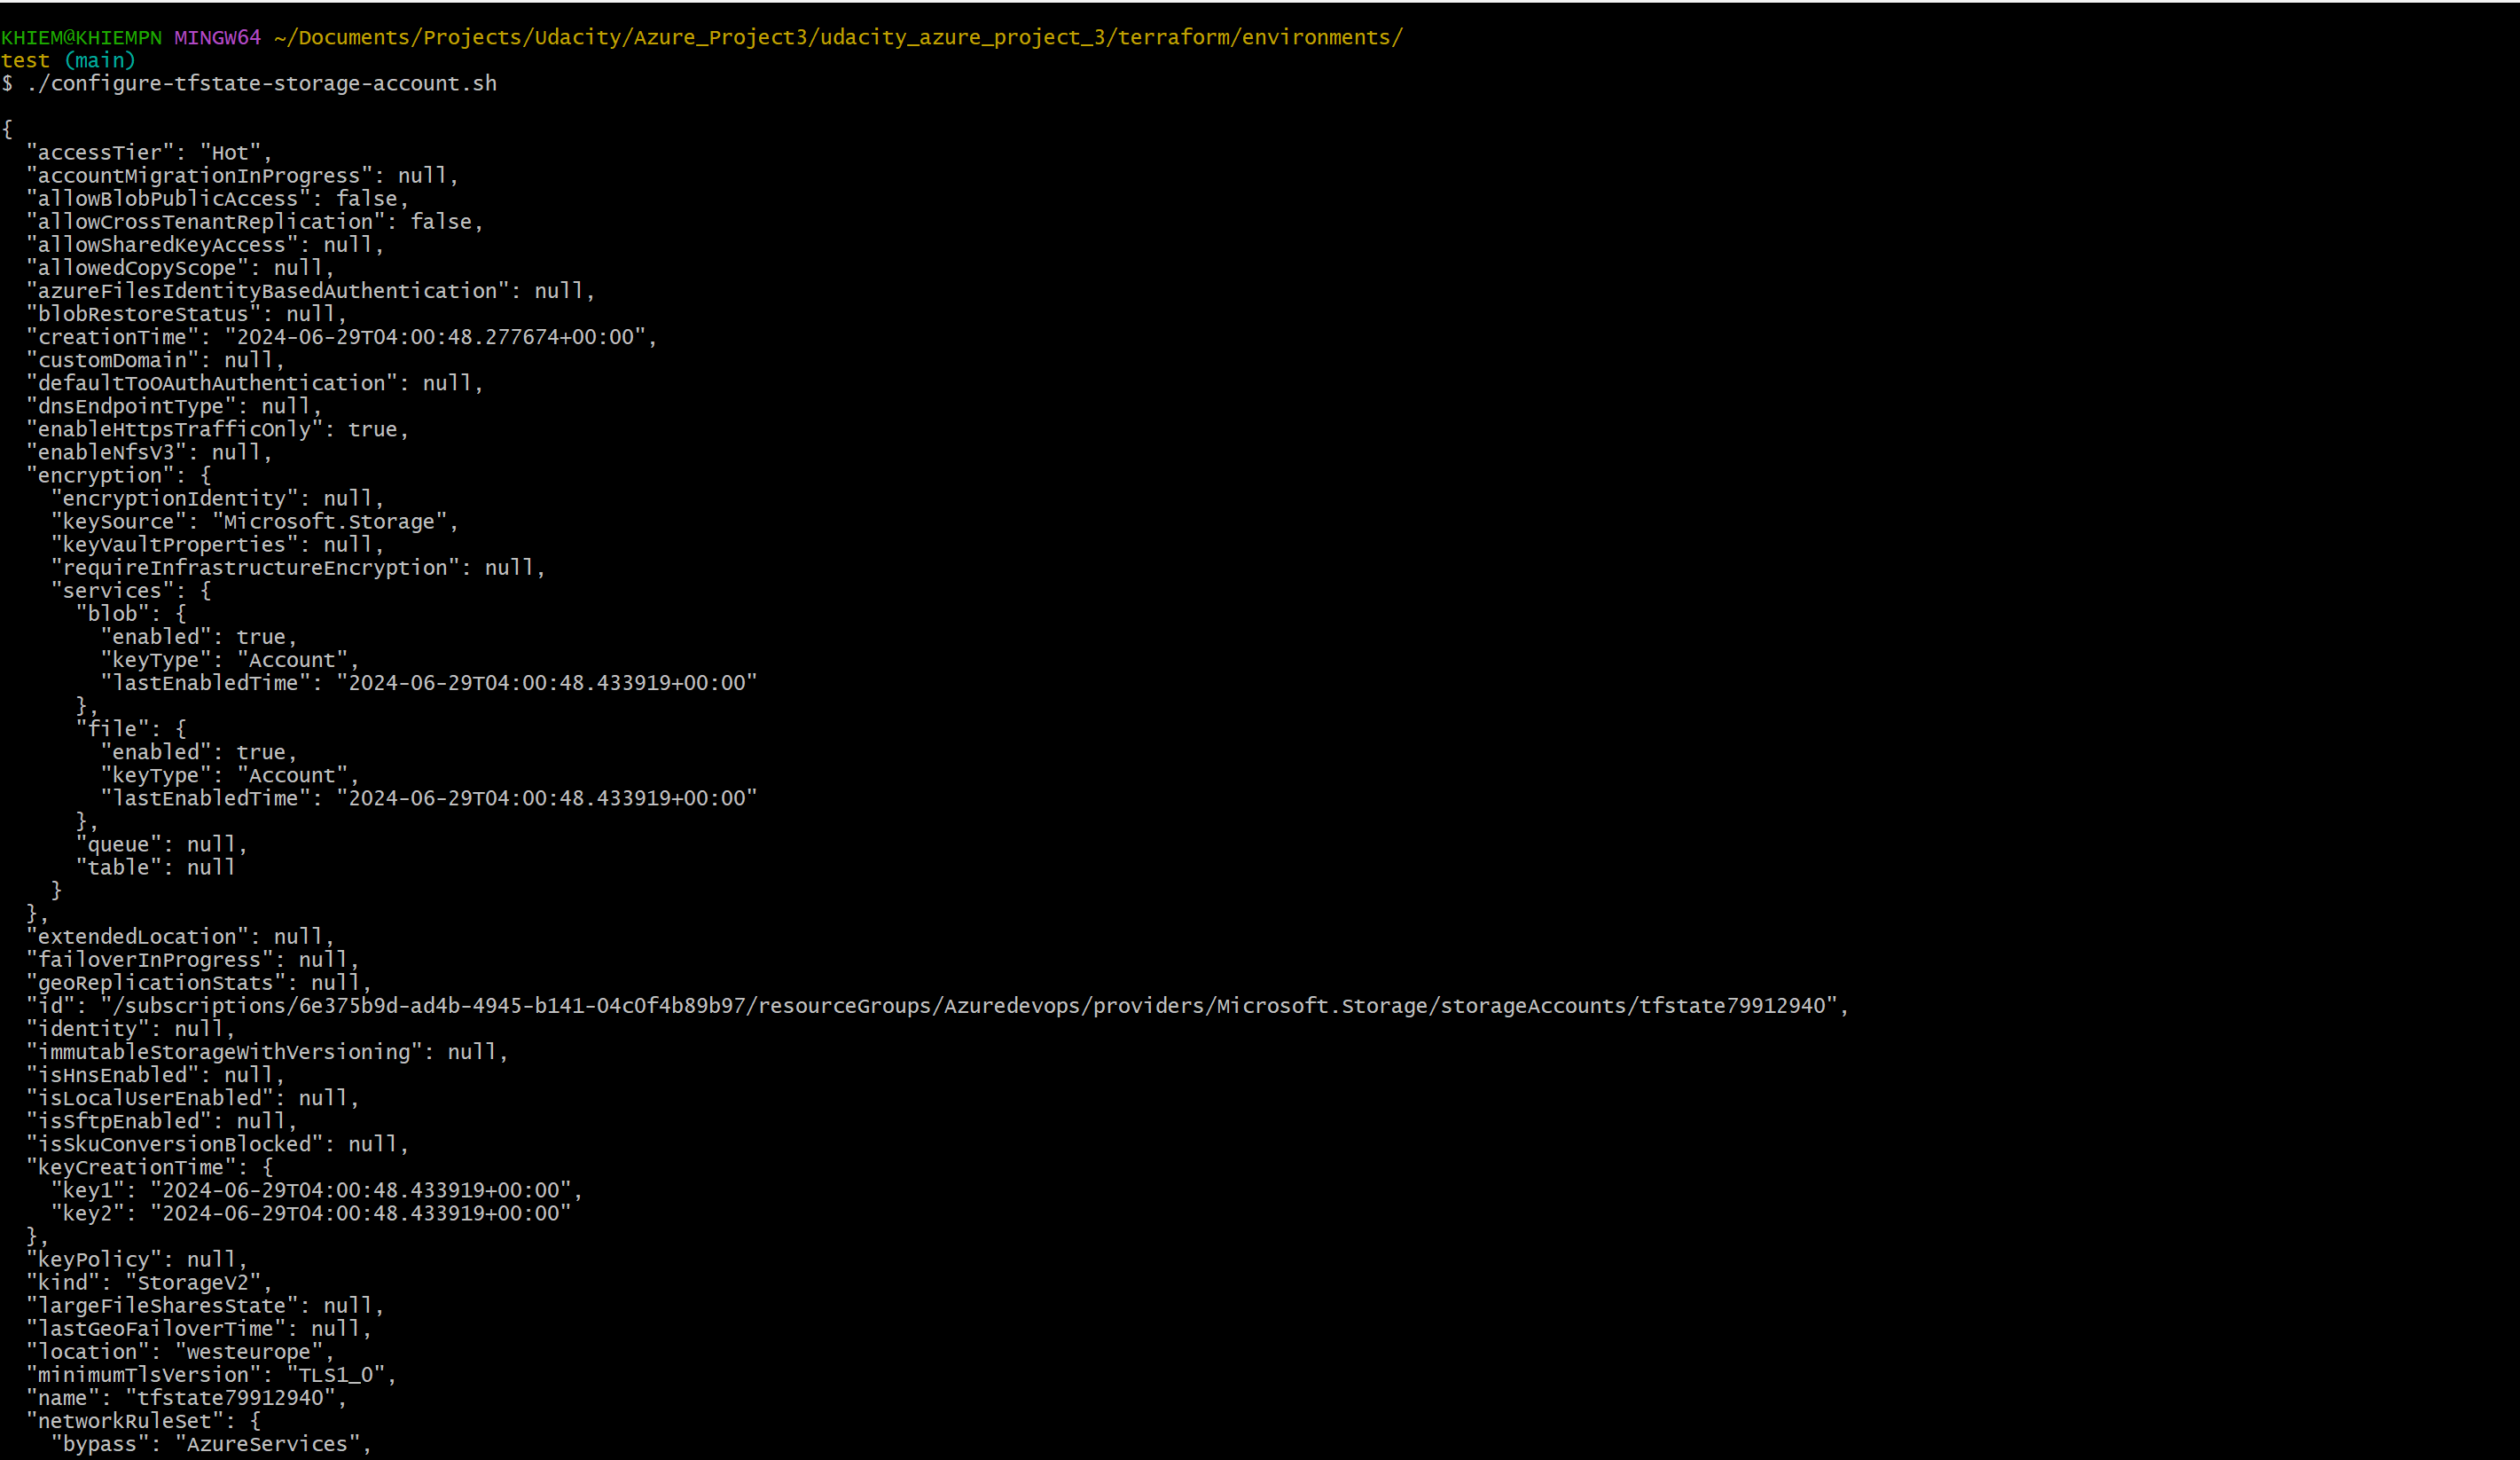 KHIEM@KHIEMPN MINGW64 ~/Documents/Projects/Udacity/Azure_Project3/udacity_azure_project_3/terraform/environments/
test (main)
$ ./configure-tfstate-storage-account.sh
{
  "accessTier": "Hot",
  "accountMigrationInProgress": null,
  "allowBlobPublicAccess": false,
  "allowCrossTenantReplication": false,
  "allowSharedKeyAccess": null,
  "allowedCopyScope": null,
  "azureFilesIdentityBasedAuthentication": null,
  "blobRestoreStatus": null,
  "creationTime": "2024-06-29T04:00:48.277674+00:00",
  "customDomain": null,
  "defaultToOAuthAuthentication": null,
  "dnsEndpointType": null,
  "enableHttpsTrafficOnly": true,
  "enableNfsV3": null,
  "encryption": {
    "encryptionIdentity": null,
    "keySource": "Microsoft.Storage",
    "keyVaultProperties": null,
    "requireInfrastructureEncryption": null,
    "services": {
      "blob": {
        "enabled": true,
        "keyType": "Account",
        "lastEnabledTime": "2024-06-29T04:00:48.433919+00:00"
      },
      "file": {
        "enabled": true,
        "keyType": "Account",
        "lastEnabledTime": "2024-06-29T04:00:48.433919+00:00"
      },
      "queue": null,
      "table": null
    }
  },
  "extendedLocation": null,
  "failoverInProgress": null,
  "geoReplicationStats": null,
  "id": "/subscriptions/6e375b9d-ad4b-4945-b141-04c0f4b89b97/resourceGroups/Azuredevops/providers/Microsoft.Storage/storageAccounts/tfstate79912940",
  "identity": null,
  "immutableStorageWithVersioning": null,
  "isHnsEnabled": null,
  "isLocalUserEnabled": null,
  "isSftpEnabled": null,
  "isSkuConversionBlocked": null,
  "keyCreationTime": {
    "key1": "2024-06-29T04:00:48.433919+00:00",
    "key2": "2024-06-29T04:00:48.433919+00:00"
  },
  "keyPolicy": null,
  "kind": "StorageV2",
  "largeFileSharesState": null,
  "lastGeoFailoverTime": null,
  "location": "westeurope",
  "minimumTlsVersion": "TLS1_0",
  "name": "tfstate79912940",
  "networkRuleSet": {
    "bypass": "AzureServices",